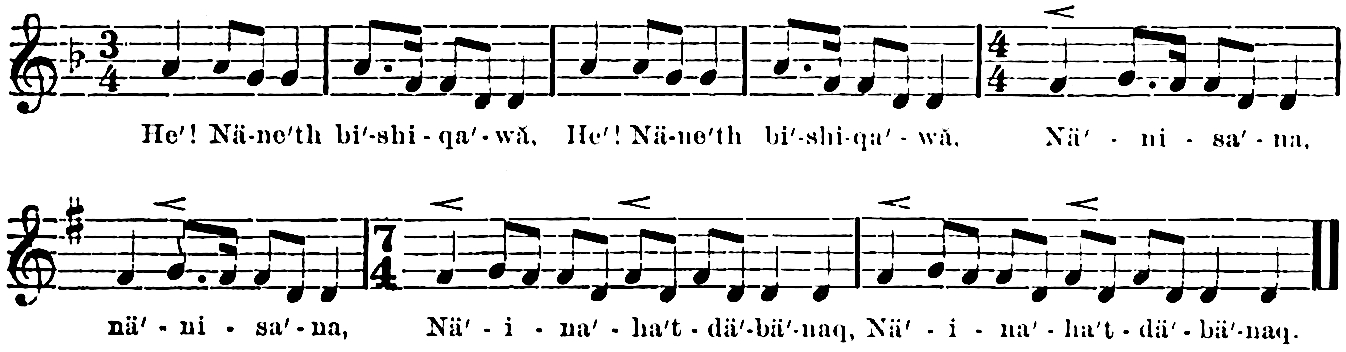 He′! Nä-ne′th bi′-shi-qa′-wă, He′! Nä-ne′th bi′-shi-qa′-wă, Nä′ - ni - sa′ - na,
nä′ - ni - sa′ - na, Nä′ - i - na′ - ha′t - dä′-bä′-naq, Nä′ - i - na′ - ha′t - dä′ - bä′-naq.